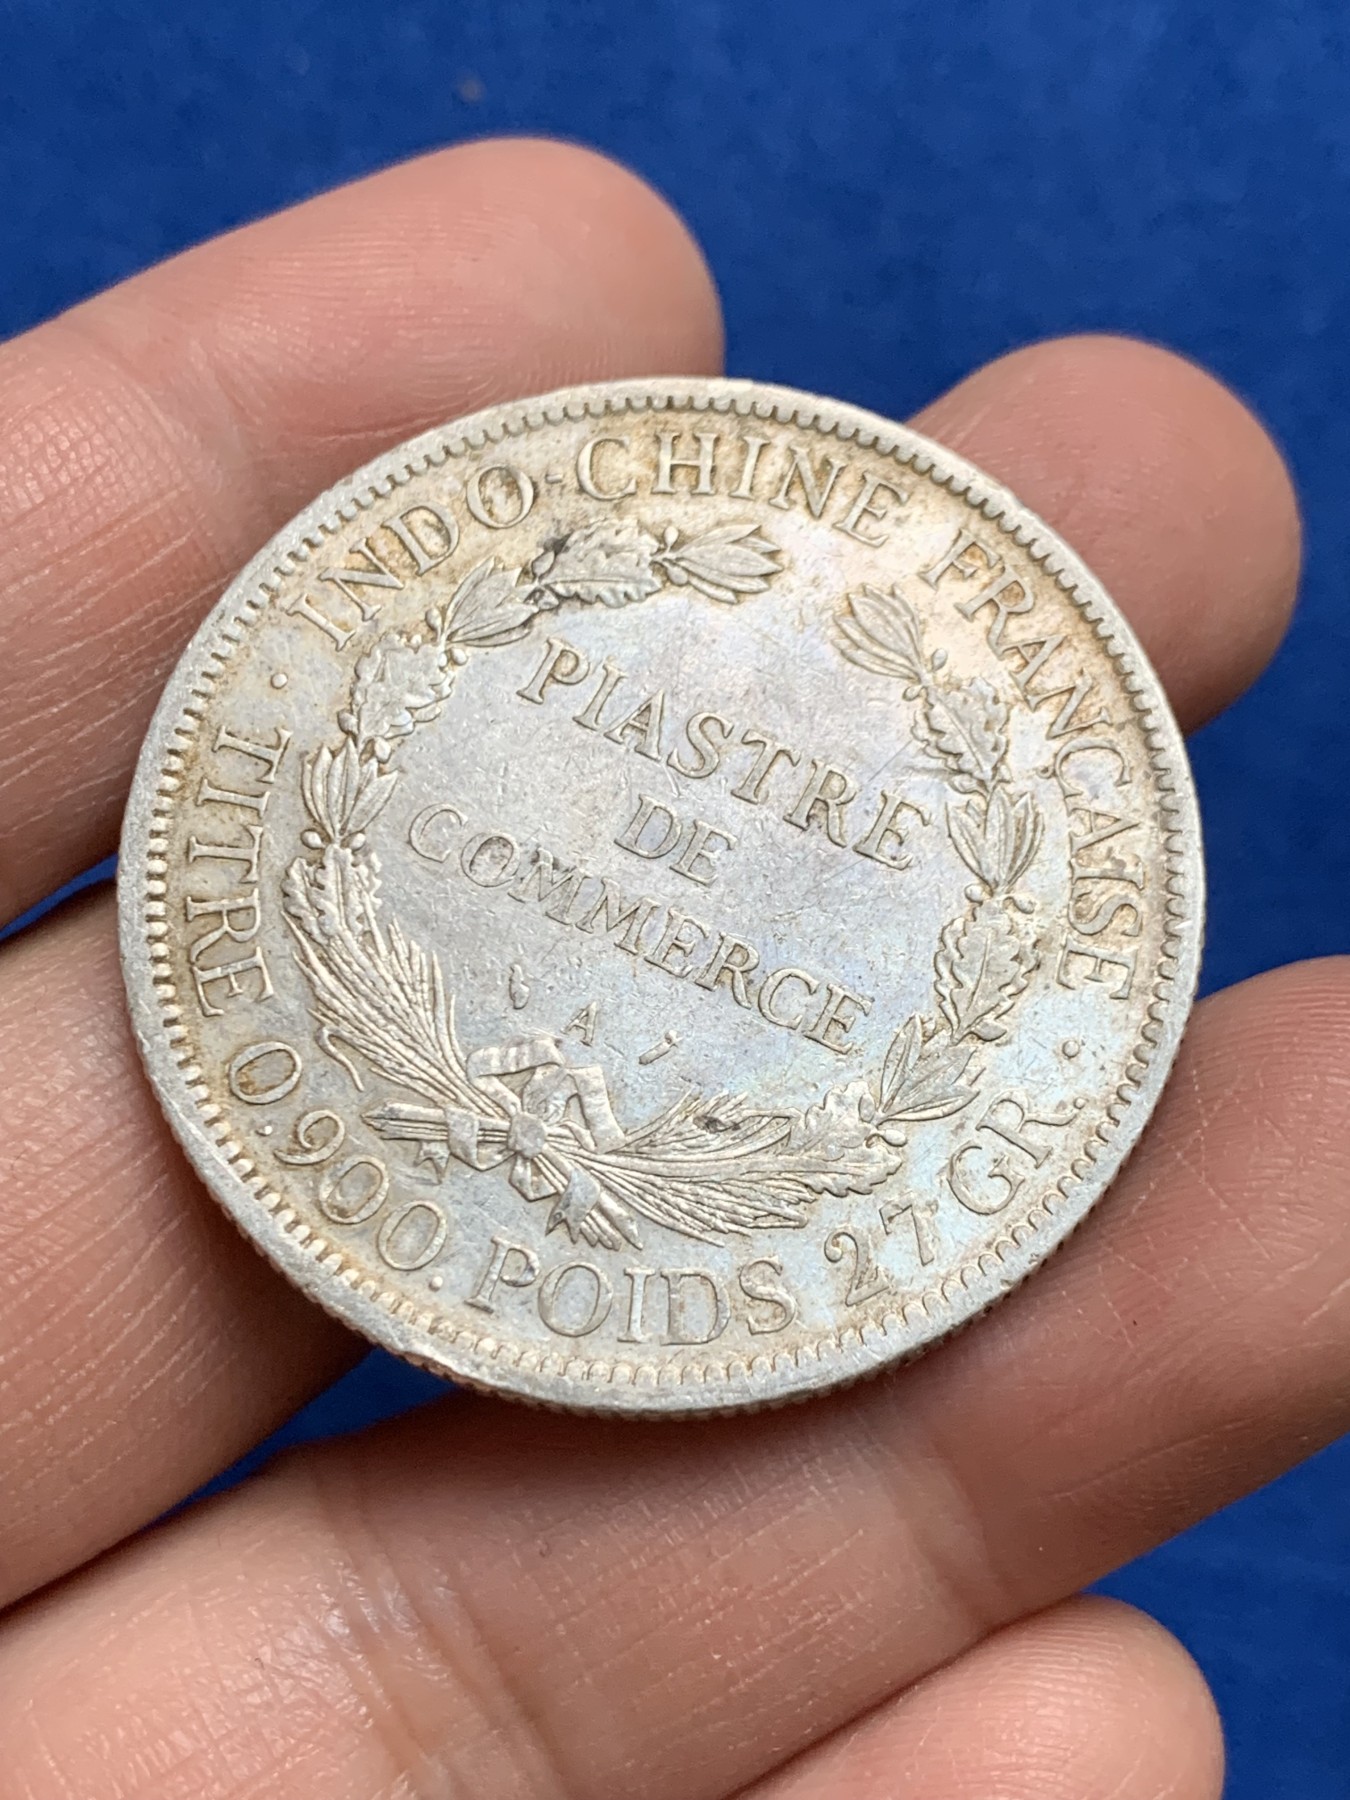 INDO-CHINE FRANÇAISE
PIASTRE
DE
COMMERCE
A
· TITRE 0.900. POIDS 27 GR. ·